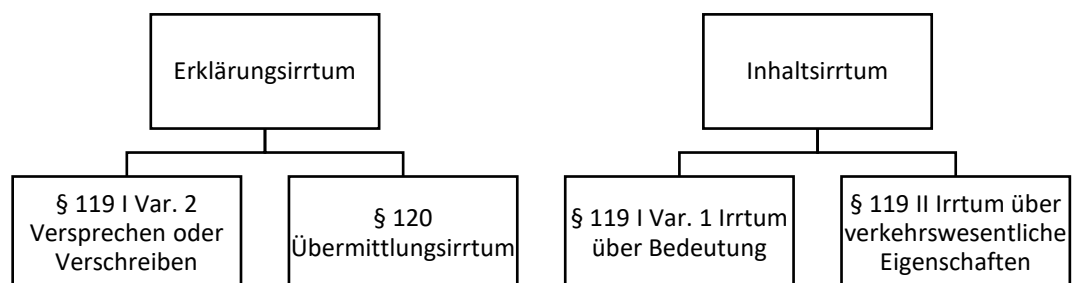 Erklärungsirrtum
Inhaltsirrtum
§ 119 I Var. 2
Versprechen oder
Verschreiben
§ 120
Übermittlungsirrtum
§ 119 I Var. 1 Irrtum
über Bedeutung
§ 119 II Irrtum über
verkehrswesentliche
Eigenschaften